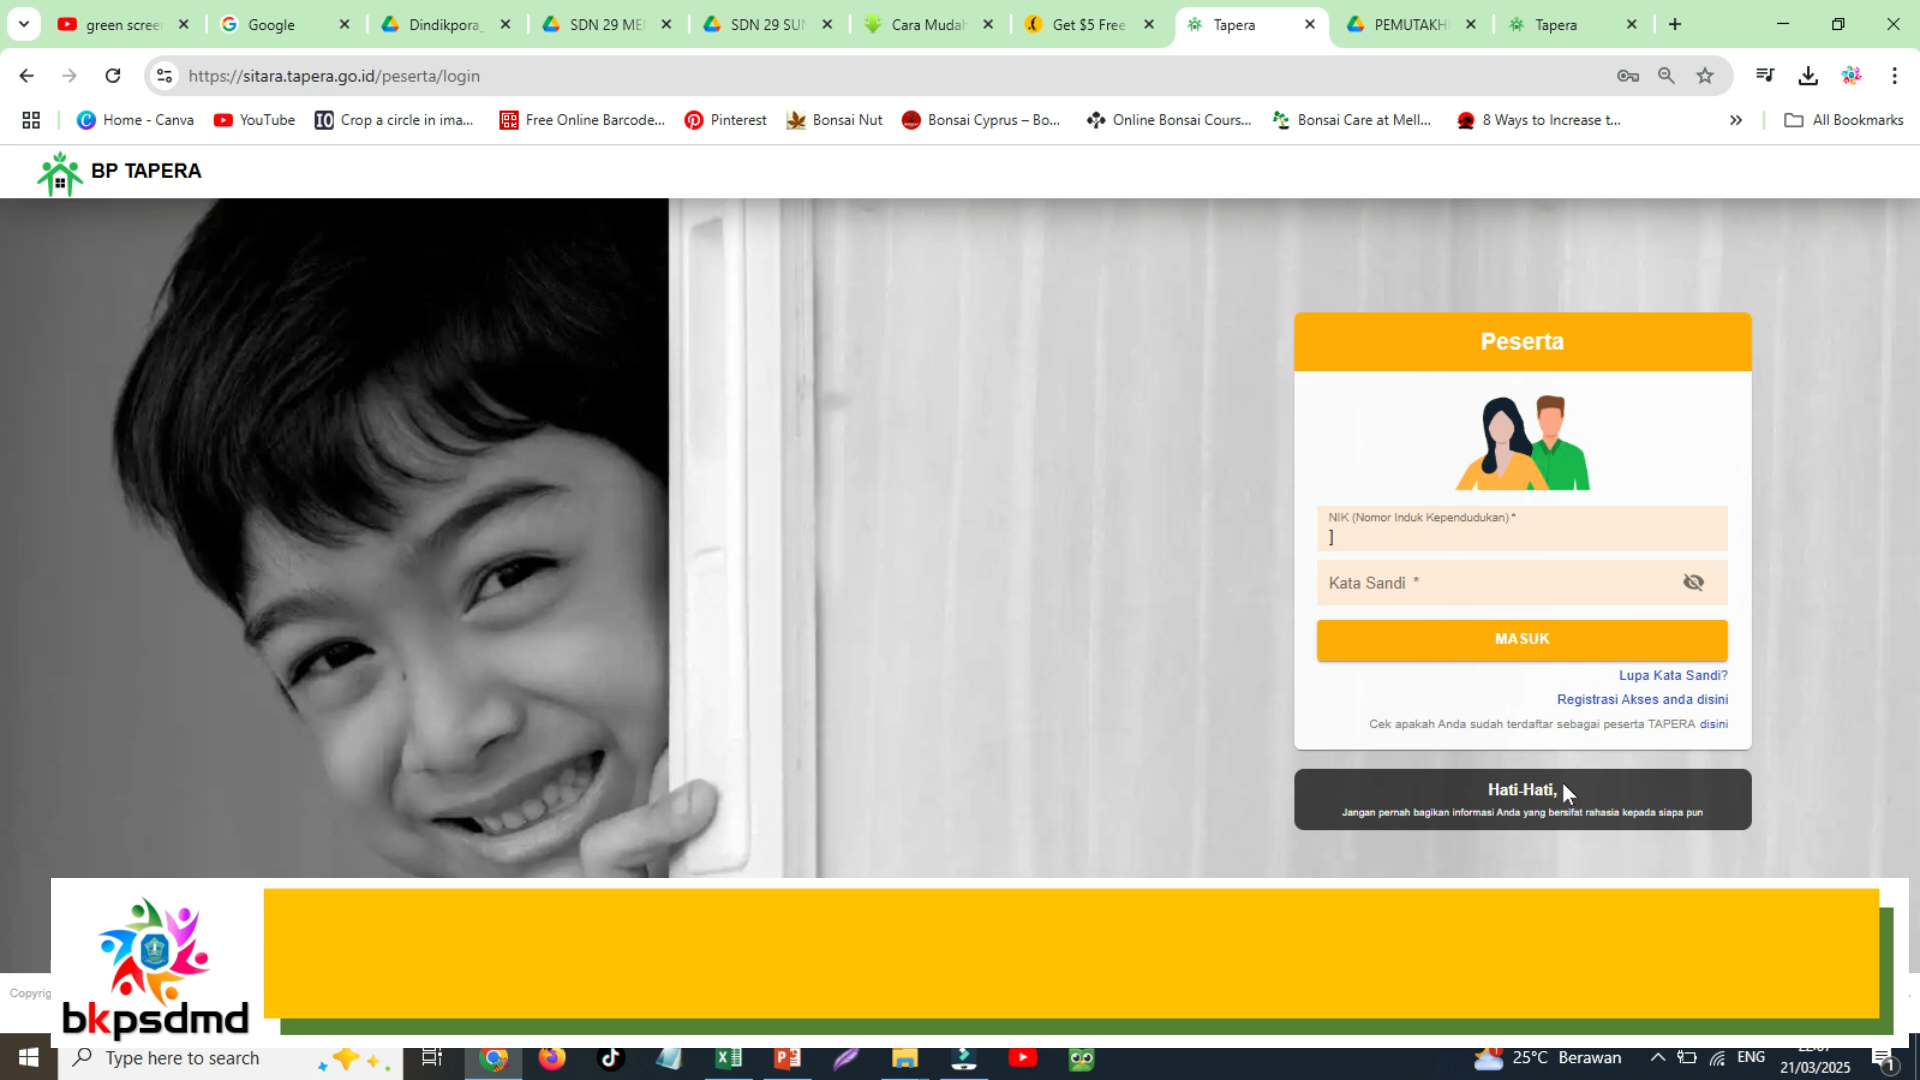 green scree
Google
Dindikpora_
SDN 29 ME
SDN 29 SU
Cara Mudah
Get $5 Free
Tapera
PEMUTAKH
Tapera
https://sitara.tapera.go.id/peserta/login
Home - Canva
YouTube
Crop a circle in ima...
Free Online Barcode...
Pinterest
Bonsai Nut
Bonsai Cyprus – Bo...
Online Bonsai Cours...
Bonsai Care at Mell...
8 Ways to Increase t...
All Bookmarks
BP TAPERA
Peserta
NIK (Nomor Induk Kependudukan) *
]
Kata Sandi *
MASUK
Lupa Kata Sandi?
Registrasi Akses anda disini
Cek apakah Anda sudah terdaftar sebagai peserta TAPERA disini
Hati-Hati,
Jangan pernah bagikan informasi Anda yang bersifat rahasia kepada siapa pun
Copyrig
bkpsdmd
Type here to search
25°C Berawan
ENG
21/03/2025
1